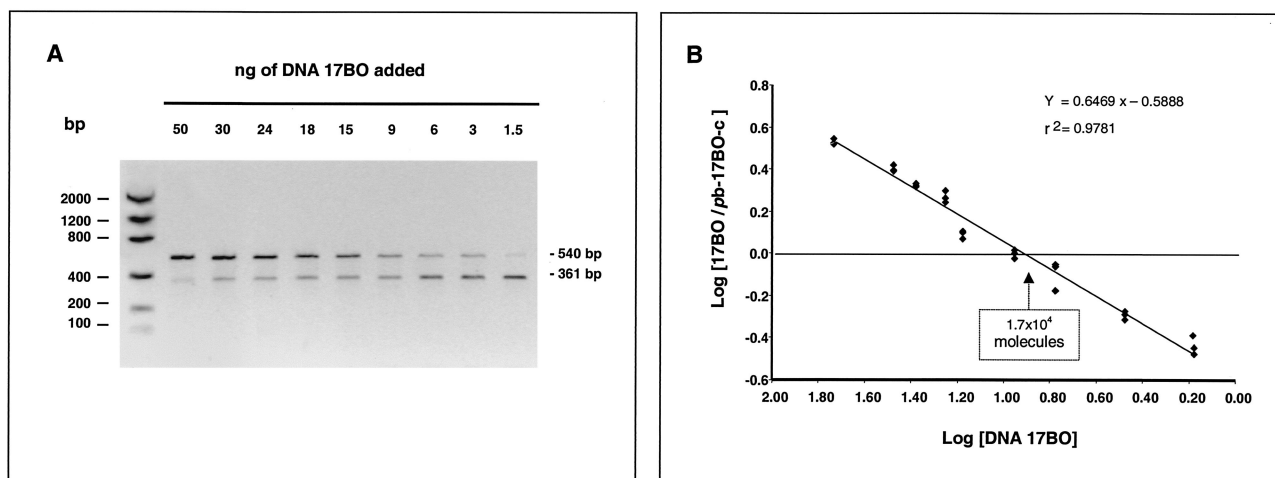 A
ng of DNA 17BO added
bp
50 30 24 18 15 9 6 3 1.5
2000 –
1200 –
800 –
400 –
200 –
100 –
- 540 bp
- 361 bp
B
Y = 0.6469 x – 0.5888
r2 = 0.9781
Log [17BO / pb-17BO-c ]
0.8
0.6
0.4
0.2
0.0
-0.2
-0.4
-0.6
1.7x10⁴
molecules
2.00 1.80 1.40 1.20 1.00 0.80 0.60 0.40 0.20 0.00
Log [DNA 17BO]